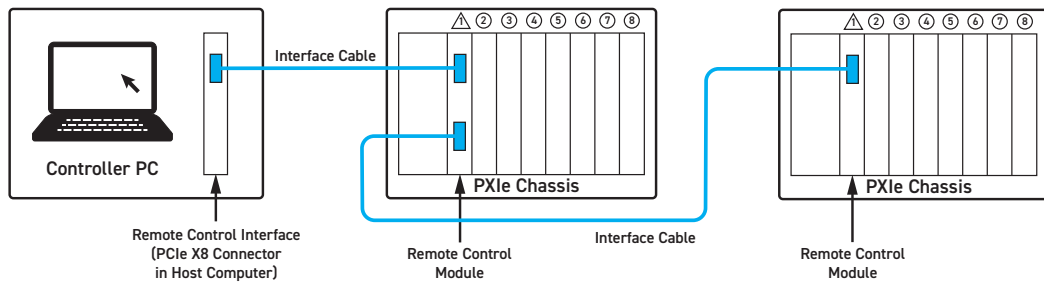 1 2 3 4 5 6 7 8
1 2 3 4 5 6 7 8
Interface Cable
Controller PC
PXIe Chassis
PXIe Chassis
Remote Control Interface
(PCIe X8 Connector
in Host Computer)
Remote Control
Module
Interface Cable
Remote Control
Module